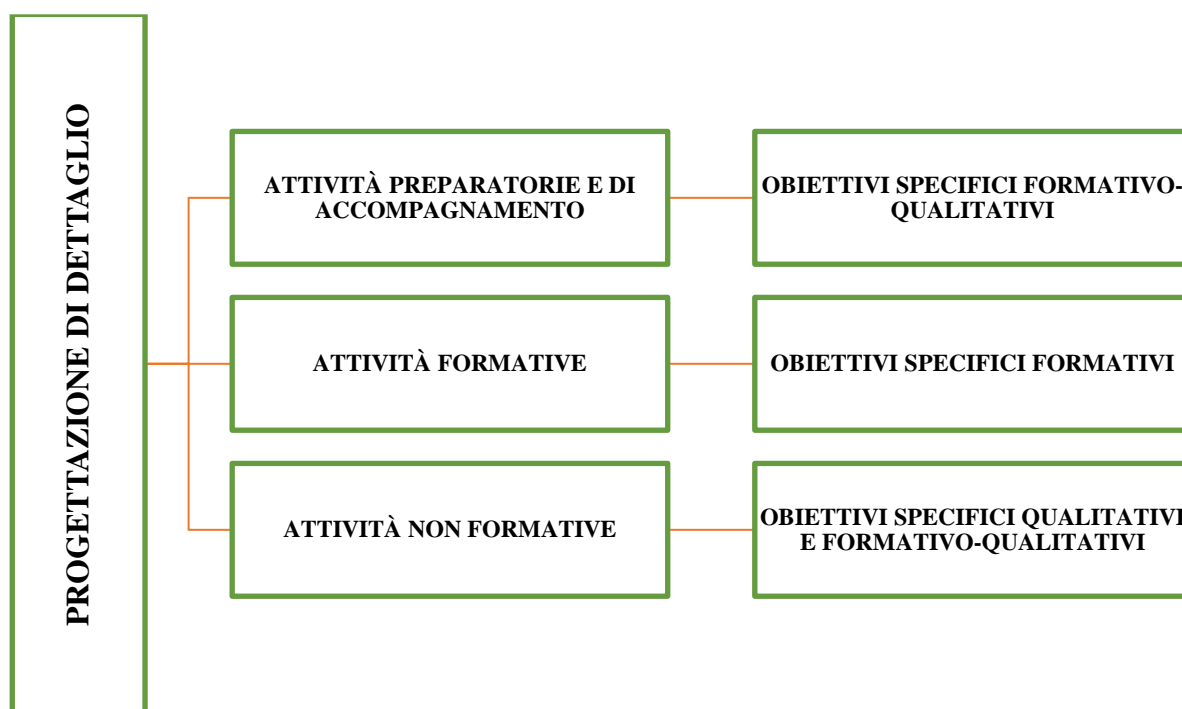 PROGETTAZIONE DI DETTAGLIO
ATTIVITÀ PREPARATORIE E DI
ACCOMPAGNAMENTO
OBIETTIVI SPECIFICI FORMATIVO-
QUALITATIVI
ATTIVITÀ FORMATIVE
OBIETTIVI SPECIFICI FORMATIVI
ATTIVITÀ NON FORMATIVE
OBIETTIVI SPECIFICI QUALITATIVI
E FORMATIVO-QUALITATIVI